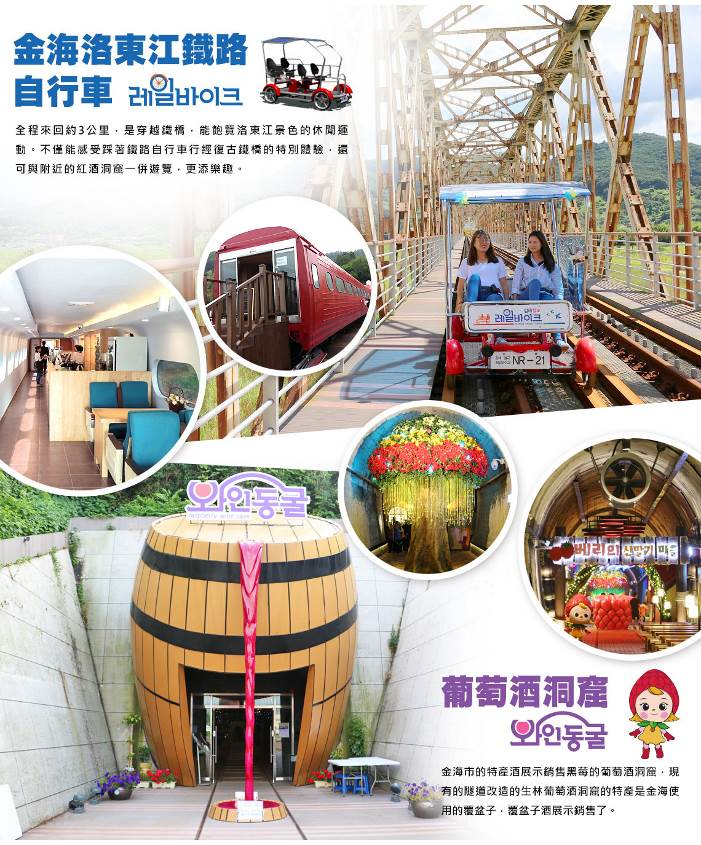 金海洛東江鐵路
自行車 레일바이크
全程來回約3公里，是穿越鐵橋，能飽覽洛東江景色的休閒運
動。不僅能感受踩著鐵路自行車行經復古鐵橋的特別體驗，還
可與附近的紅酒洞窟一併遊覽，更添樂趣。
레일바이크
NR-21
와인동굴
베리의 산딸기 마
葡萄酒洞窟
와인동굴
金海市的特產酒展示銷售黑莓的葡萄酒洞窟，現
有的隧道改造的生林葡萄酒洞窟的特產是金海使
用的覆盆子，覆盆子酒展示銷售了。